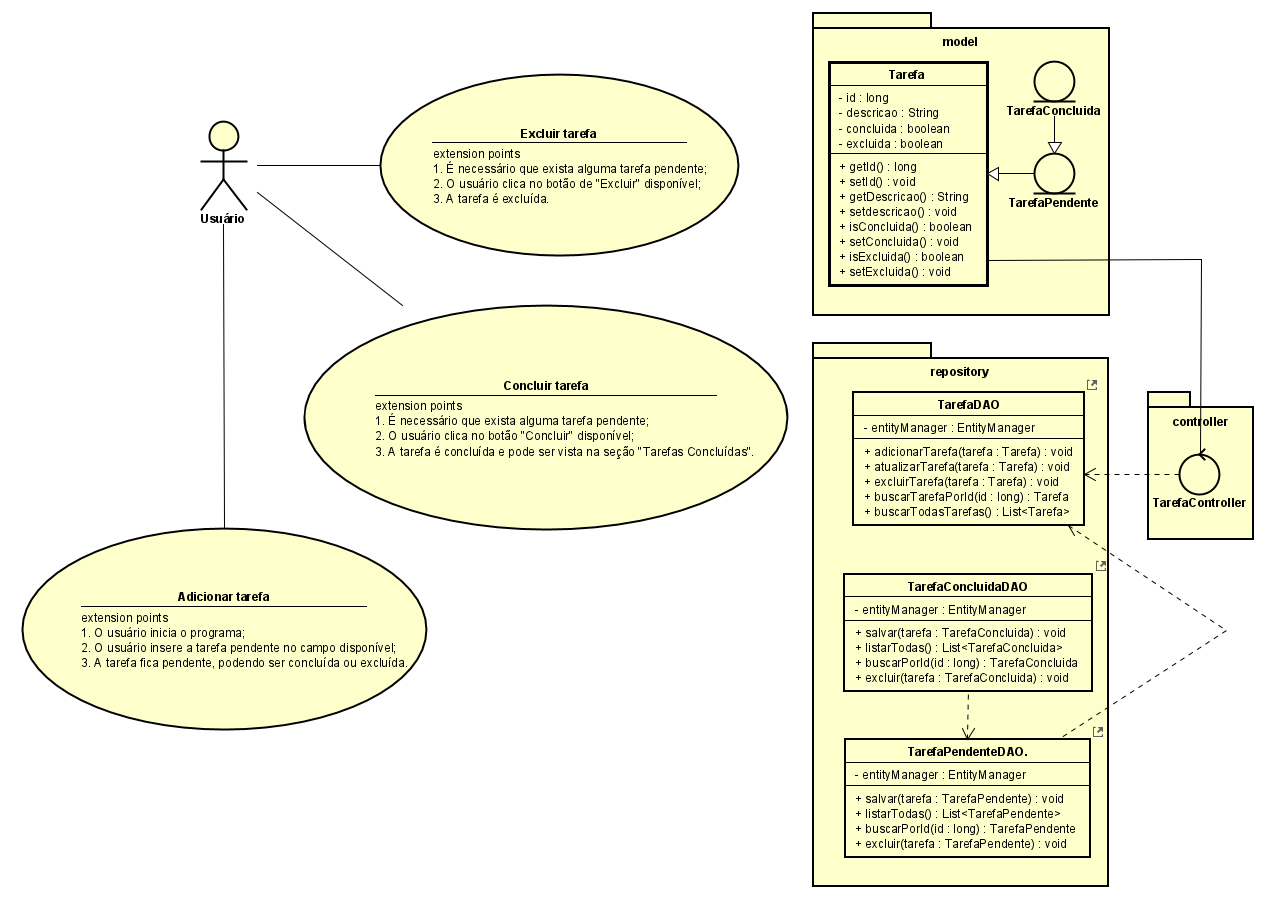 Usuário
Excluir tarefa
extension points
1. É necessário que exista alguma tarefa pendente;
2. O usuário clica no botão de "Excluir" disponível;
3. A tarefa é excluída.
Concluir tarefa
extension points
1. É necessário que exista alguma tarefa pendente;
2. O usuário clica no botão "Concluir" disponível;
3. A tarefa é concluída e pode ser vista na seção "Tarefas Concluídas".
Adicionar tarefa
extension points
1. O usuário inicia o programa;
2. O usuário insere a tarefa pendente no campo disponível;
3. A tarefa fica pendente, podendo ser concluída ou excluída.
model
Tarefa
- id : long
- descricao : String
- concluida : boolean
- excluida : boolean
+ getId() : long
+ setId() : void
+ getDescricao() : String
+ setdescricao() : void
+ isConcluida() : boolean
+ setConcluida() : void
+ isExcluida() : boolean
+ setExcluida() : void
TarefaConcluida
TarefaPendente
repository
TarefaDAO
- entityManager : EntityManager
+ adicionarTarefa(tarefa : Tarefa) : void
+ atualizarTarefa(tarefa : Tarefa) : void
+ excluirTarefa(tarefa : Tarefa) : void
+ buscarTarefaPorId(id : long) : Tarefa
+ buscarTodasTarefas() : List<Tarefa>
TarefaConcluidaDAO
- entityManager : EntityManager
+ salvar(tarefa : TarefaConcluida) : void
+ listarTodas() : List<TarefaConcluida>
+ buscarPorId(id : long) : TarefaConcluida
+ excluir(tarefa : TarefaConcluida) : void
TarefaPendenteDAO.
- entityManager : EntityManager
+ salvar(tarefa : TarefaPendente) : void
+ listarTodas() : List<TarefaPendente>
+ buscarPorId(id : long) : TarefaPendente
+ excluir(tarefa : TarefaPendente) : void
controller
TarefaController